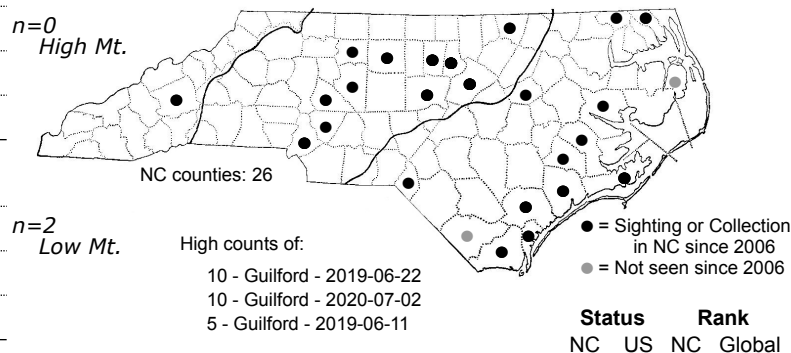 n=0
High Mt.
NC counties: 26
n=2
Low Mt.
High counts of:
10 - Guilford - 2019-06-22
10 - Guilford - 2020-07-02
5 - Guilford - 2019-06-11
= Sighting or Collection
in NC since 2006
= Not seen since 2006
Status Rank
NC US NC Global